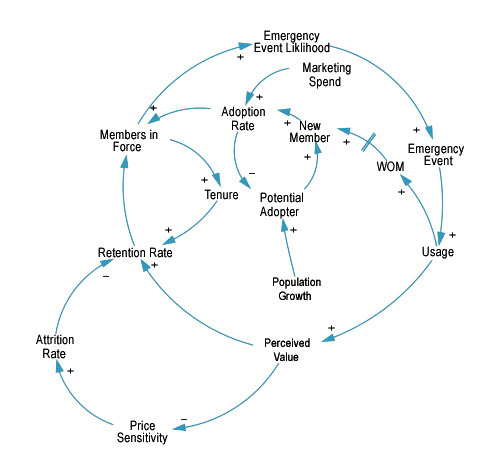 Emergency
Event Liklihood
Marketing
Spend
+
+
+
Adoption
Rate
+
New
Member
+
+
Emergency
Event
Members in
Force
+
WOM
+
–
+
Tenure
Potential
Adopter
+
+
+
+
Usage
Retention Rate
+
–
Population
Growth
+
Perceived
Value
Attrition
Rate
+
–
Price
Sensitivity